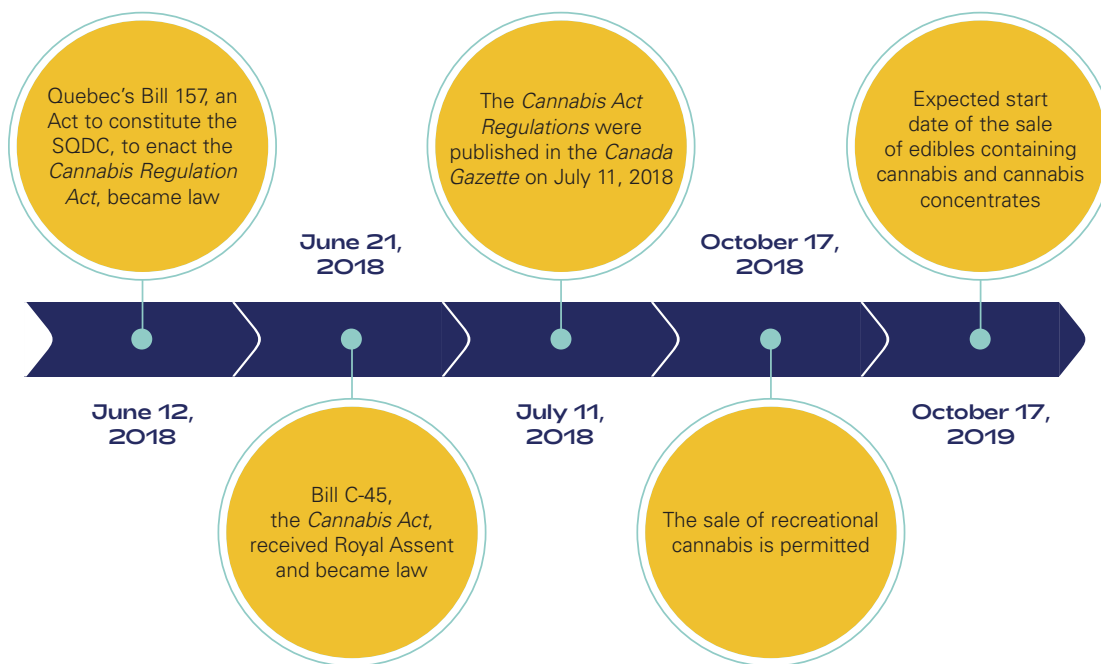 Quebec's Bill 157, an
Act to constitute the
SQDC, to enact the
Cannabis Regulation
Act, became law
June 12,
2018
June 21,
2018
Bill C-45,
the Cannabis Act,
received Royal Assent
and became law
The Cannabis Act
Regulations were
published in the Canada
Gazette on July 11, 2018
July 11,
2018
October 17,
2018
The sale of recreational
cannabis is permitted
Expected start
date of the sale
of edibles containing
cannabis and cannabis
concentrates
October 17,
2019